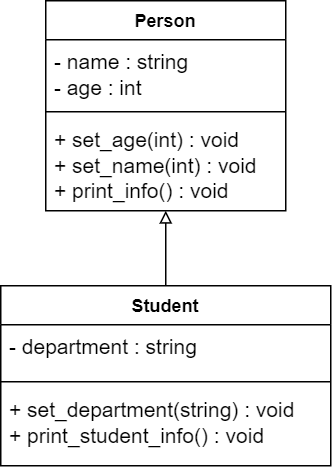 Person
- name : string
- age : int
+ set_age(int) : void
+ set_name(int) : void
+ print_info() : void
Student
- department : string
+ set_department(string) : void
+ print_student_info() : void